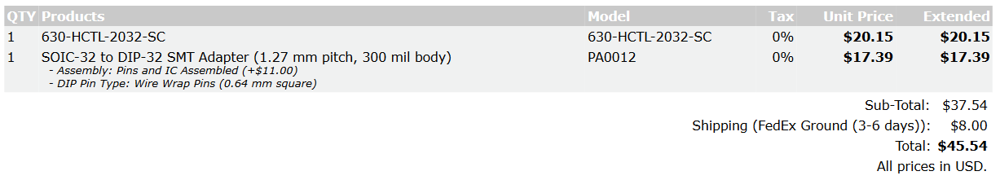 QTY Products Model Tax Unit Price Extended
1 630-HCTL-2032-SC 630-HCTL-2032-SC 0% $20.15 $20.15
1 SOIC-32 to DIP-32 SMT Adapter (1.27 mm pitch, 300 mil body) PA0012 0% $17.39 $17.39
- Assembly: Pins and IC Assembled (+$11.00)
- DIP Pin Type: Wire Wrap Pins (0.64 mm square)
Sub-Total: $37.54
Shipping (FedEx Ground (3-6 days)): $8.00
Total: $45.54
All prices in USD.